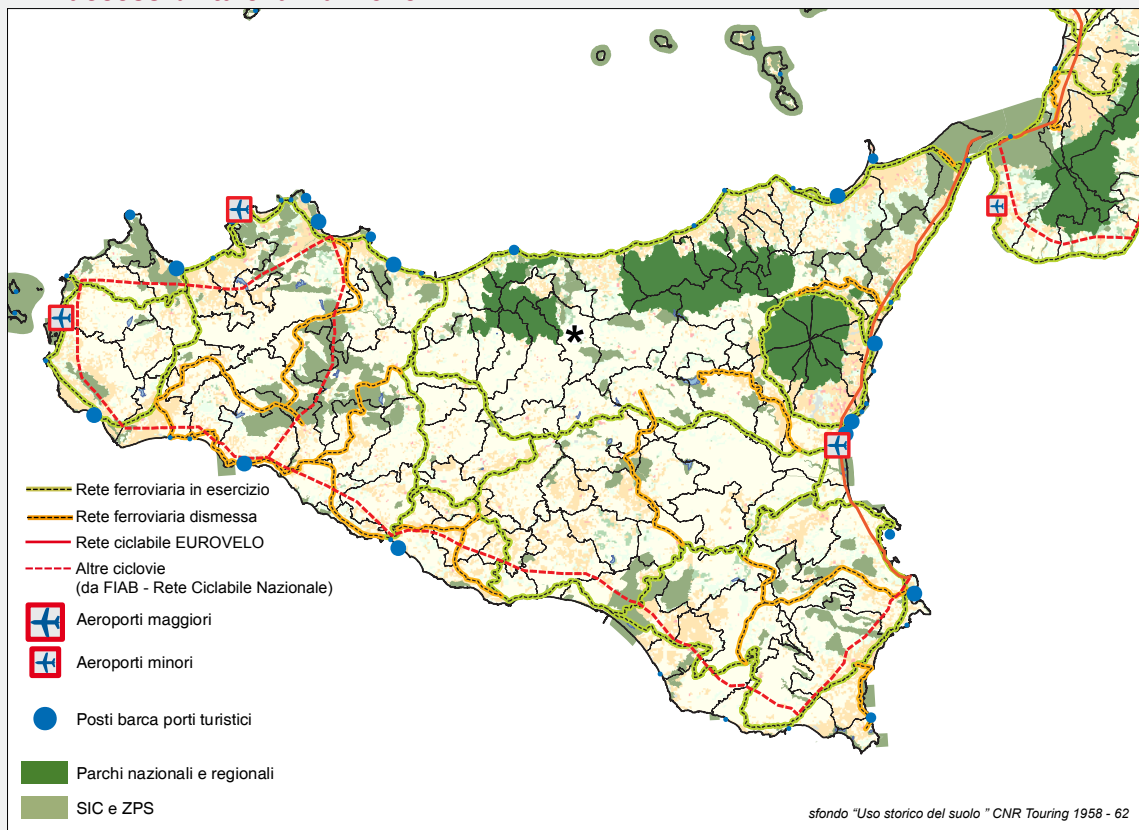 Rete ferroviaria in esercizio
Rete ferroviaria dismessa
Rete ciclabile EUROVELO
Altre ciclovie
(da FIAB - Rete Ciclabile Nazionale)
Aeroporti maggiori
Aeroporti minori
Posti barca porti turistici
Parchi nazionali e regionali
SIC e ZPS
*
sfondo "Uso storico del suolo " CNR Touring 1958 - 62